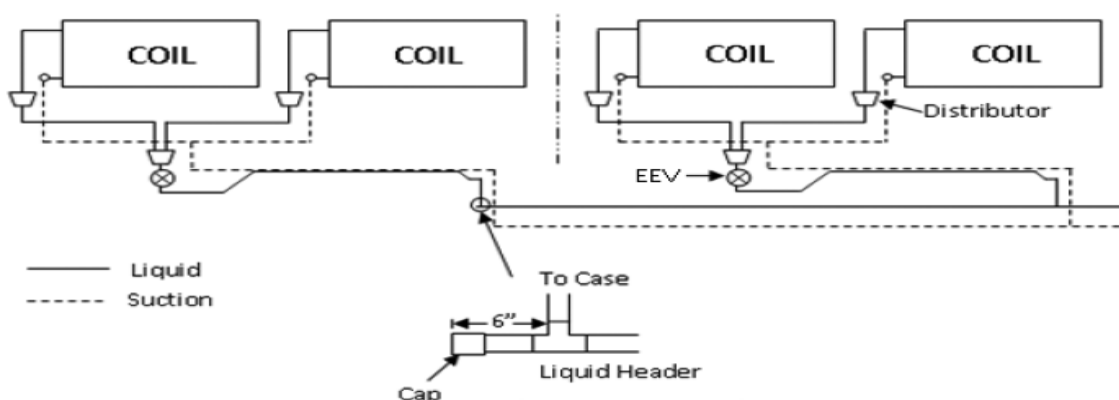 COIL
COIL
COIL
COIL
Distributor
EEV
Liquid
Suction
To Case
6”
Liquid Header
Cap